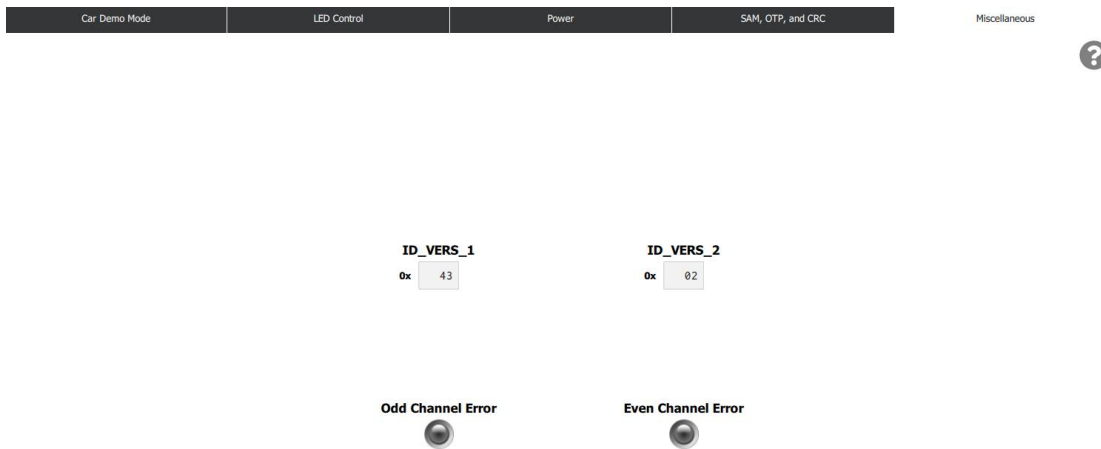 Car Demo Mode LED Control Power SAM, OTP, and CRC Miscellaneous
?
ID_VERS_1 ID_VERS_2
0x 43 0x 02
Odd Channel Error Even Channel Error